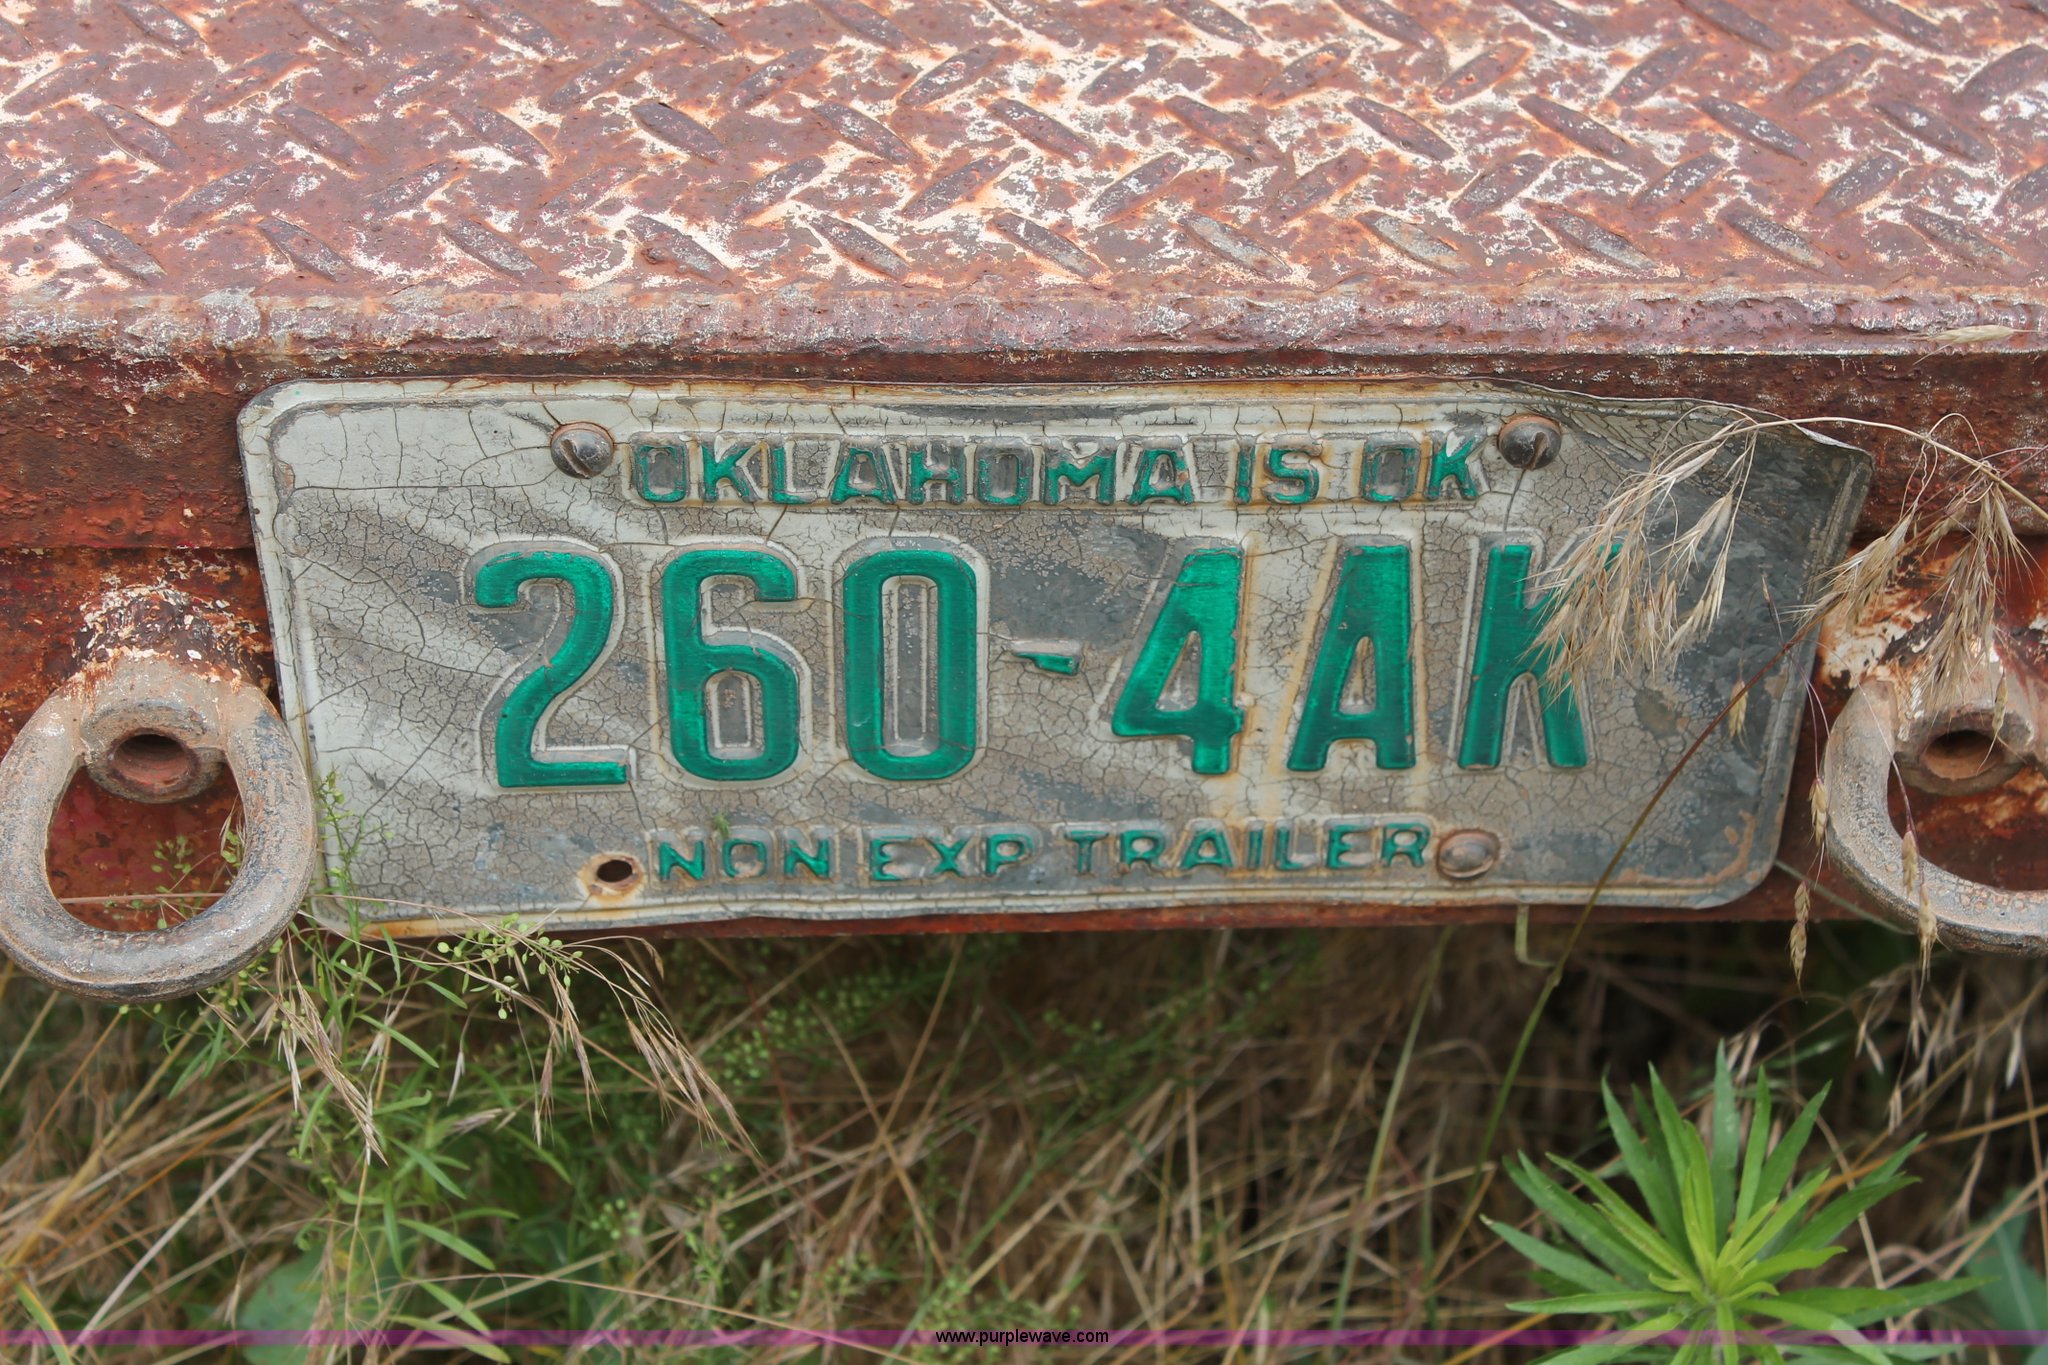 OKLAHOMA IS OK
260-4AK
NON EXP TRAILER
www.purplewave.com